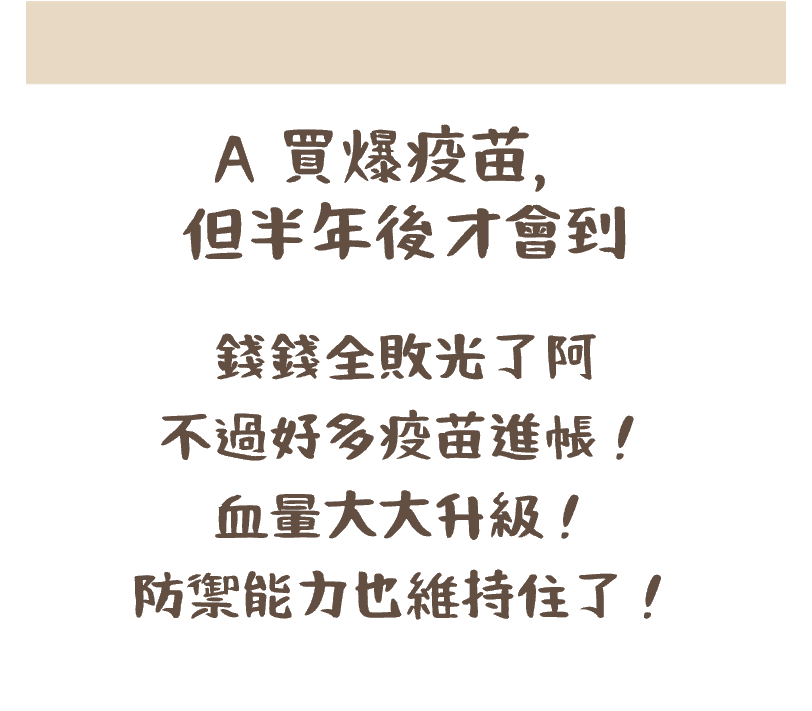 A 買爆疫苗,
但半年後才會到
錢錢全敗光了阿
不過好多疫苗進帳！
血量大大升級！
防禦能力也維持住了！